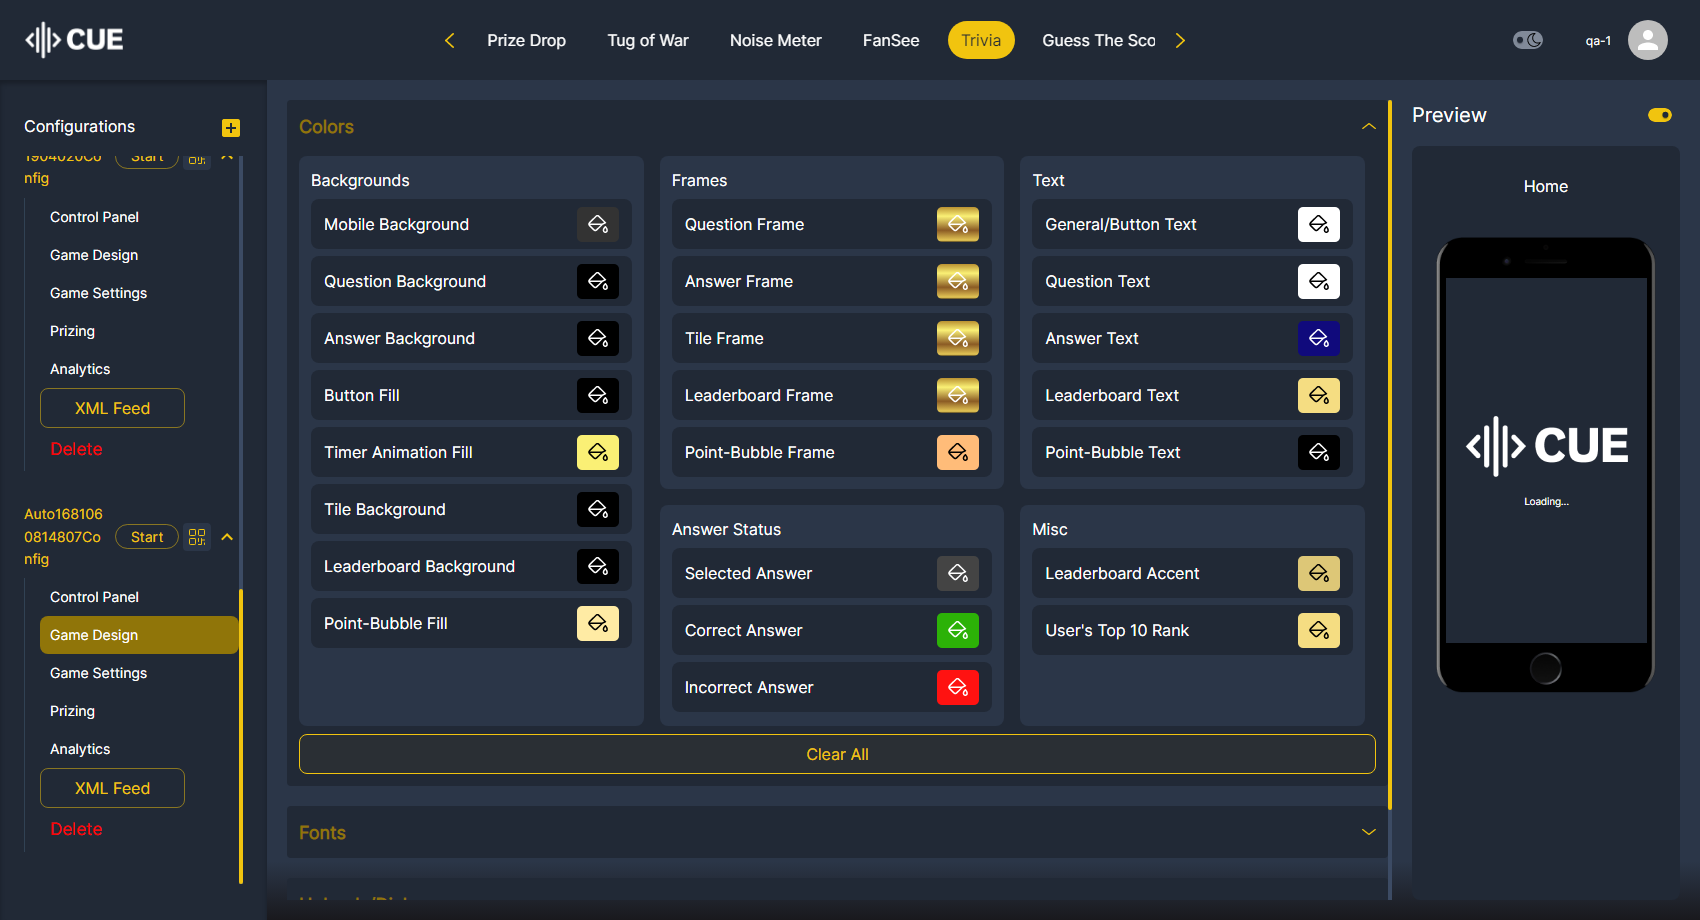 CUE
Prize Drop
Tug of War
Noise Meter
FanSee
Trivia
Guess The Sco
qa-1
Configurations
1904020Co
nfig
Start
Control Panel
Game Design
Game Settings
Prizing
Analytics
XML Feed
Delete
Auto168106
0814807Co
nfig
Start
Control Panel
Game Design
Game Settings
Prizing
Analytics
XML Feed
Delete
Colors
Backgrounds
Mobile Background
Question Background
Answer Background
Button Fill
Timer Animation Fill
Tile Background
Leaderboard Background
Point-Bubble Fill
Frames
Question Frame
Answer Frame
Tile Frame
Leaderboard Frame
Point-Bubble Frame
Text
General/Button Text
Question Text
Answer Text
Leaderboard Text
Point-Bubble Text
Answer Status
Selected Answer
Correct Answer
Incorrect Answer
Misc
Leaderboard Accent
User's Top 10 Rank
Clear All
Fonts
Preview
Home
CUE
Loading...